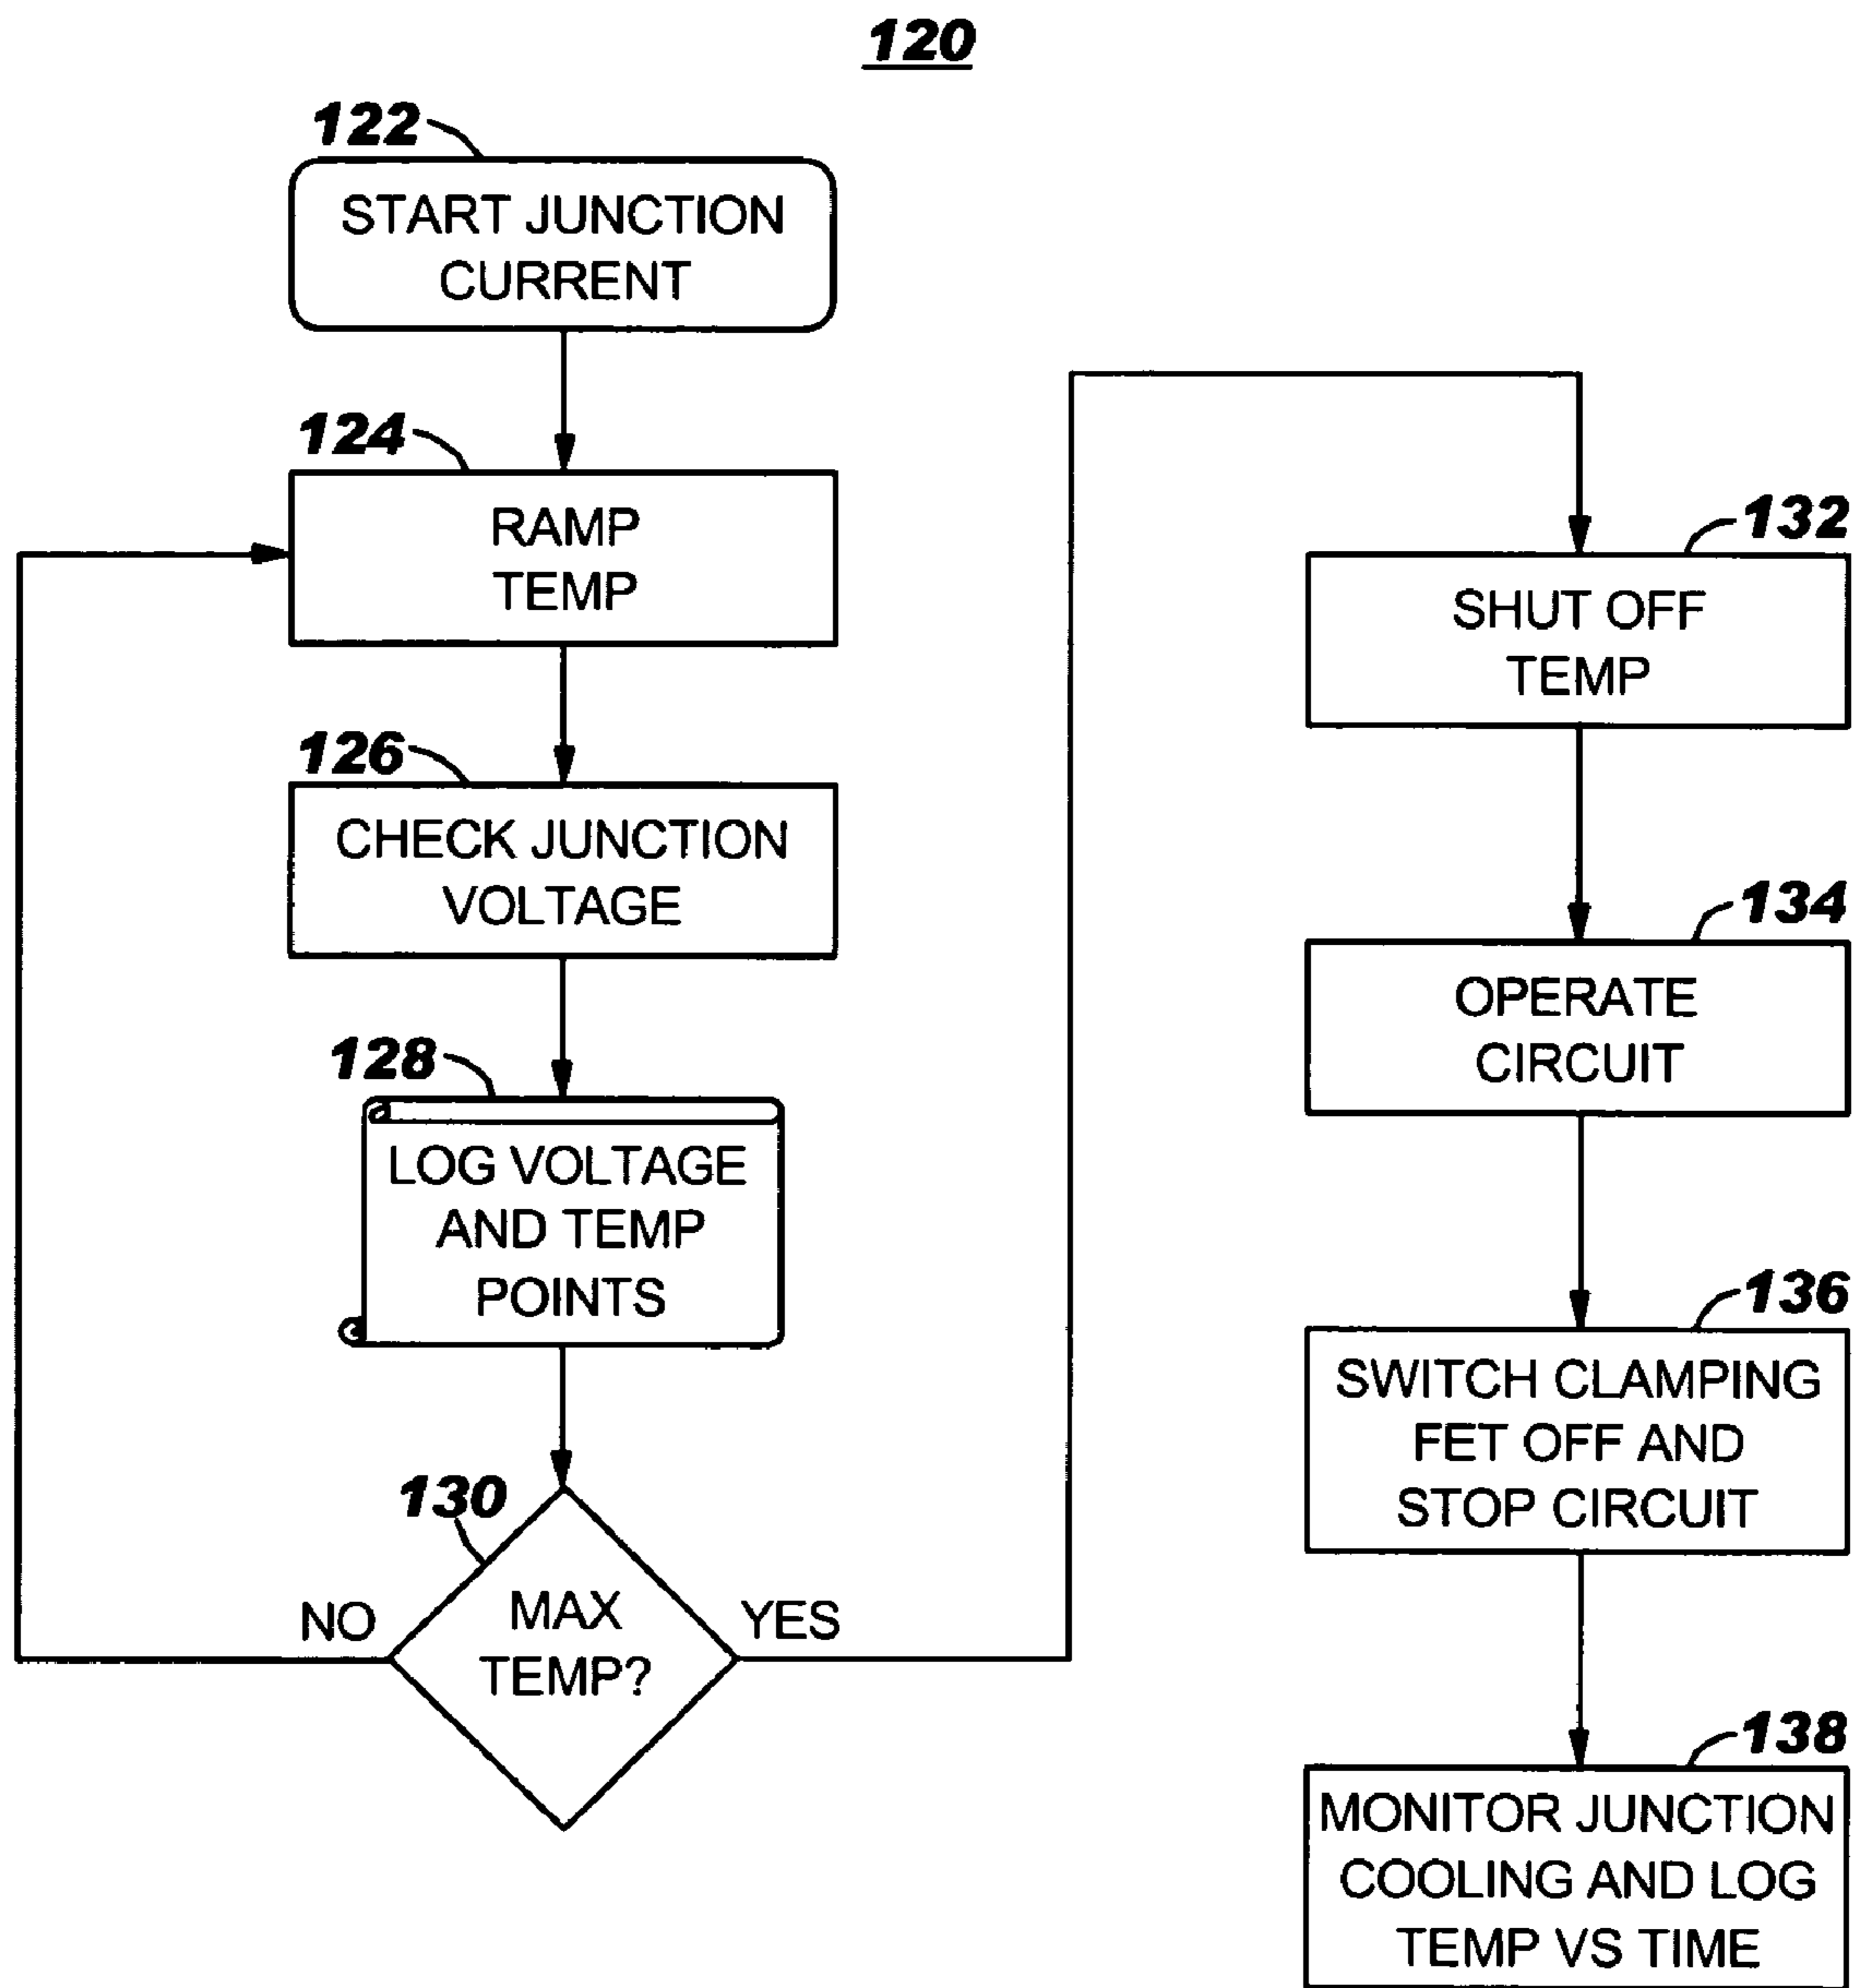 120
122
START JUNCTION
CURRENT
124
RAMP
TEMP
126
CHECK JUNCTION
VOLTAGE
128
LOG VOLTAGE
AND TEMP
POINTS
130
MAX
TEMP?
NO
YES
132
SHUT OFF
TEMP
134
OPERATE
CIRCUIT
136
SWITCH CLAMPING
FET OFF AND
STOP CIRCUIT
138
MONITOR JUNCTION
COOLING AND LOG
TEMP VS TIME